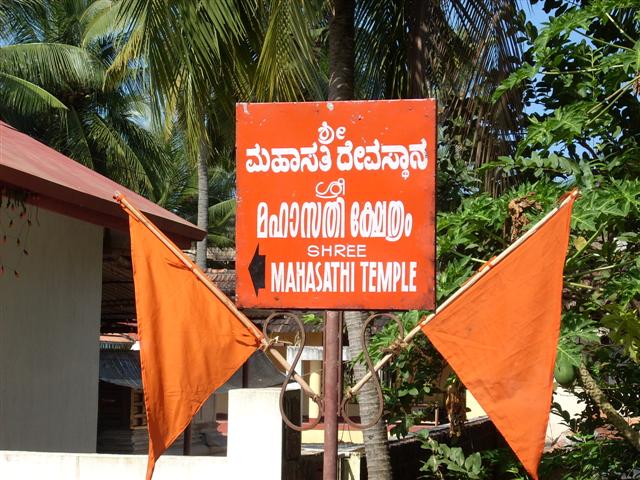 ಶ್ರೀ
ಮಹಾಸತಿ ದೇವಸ್ಥಾನ
ശ്രീ
മഹാസതി ക്ഷേത്രം
SHREE
MAHASATHI TEMPLE